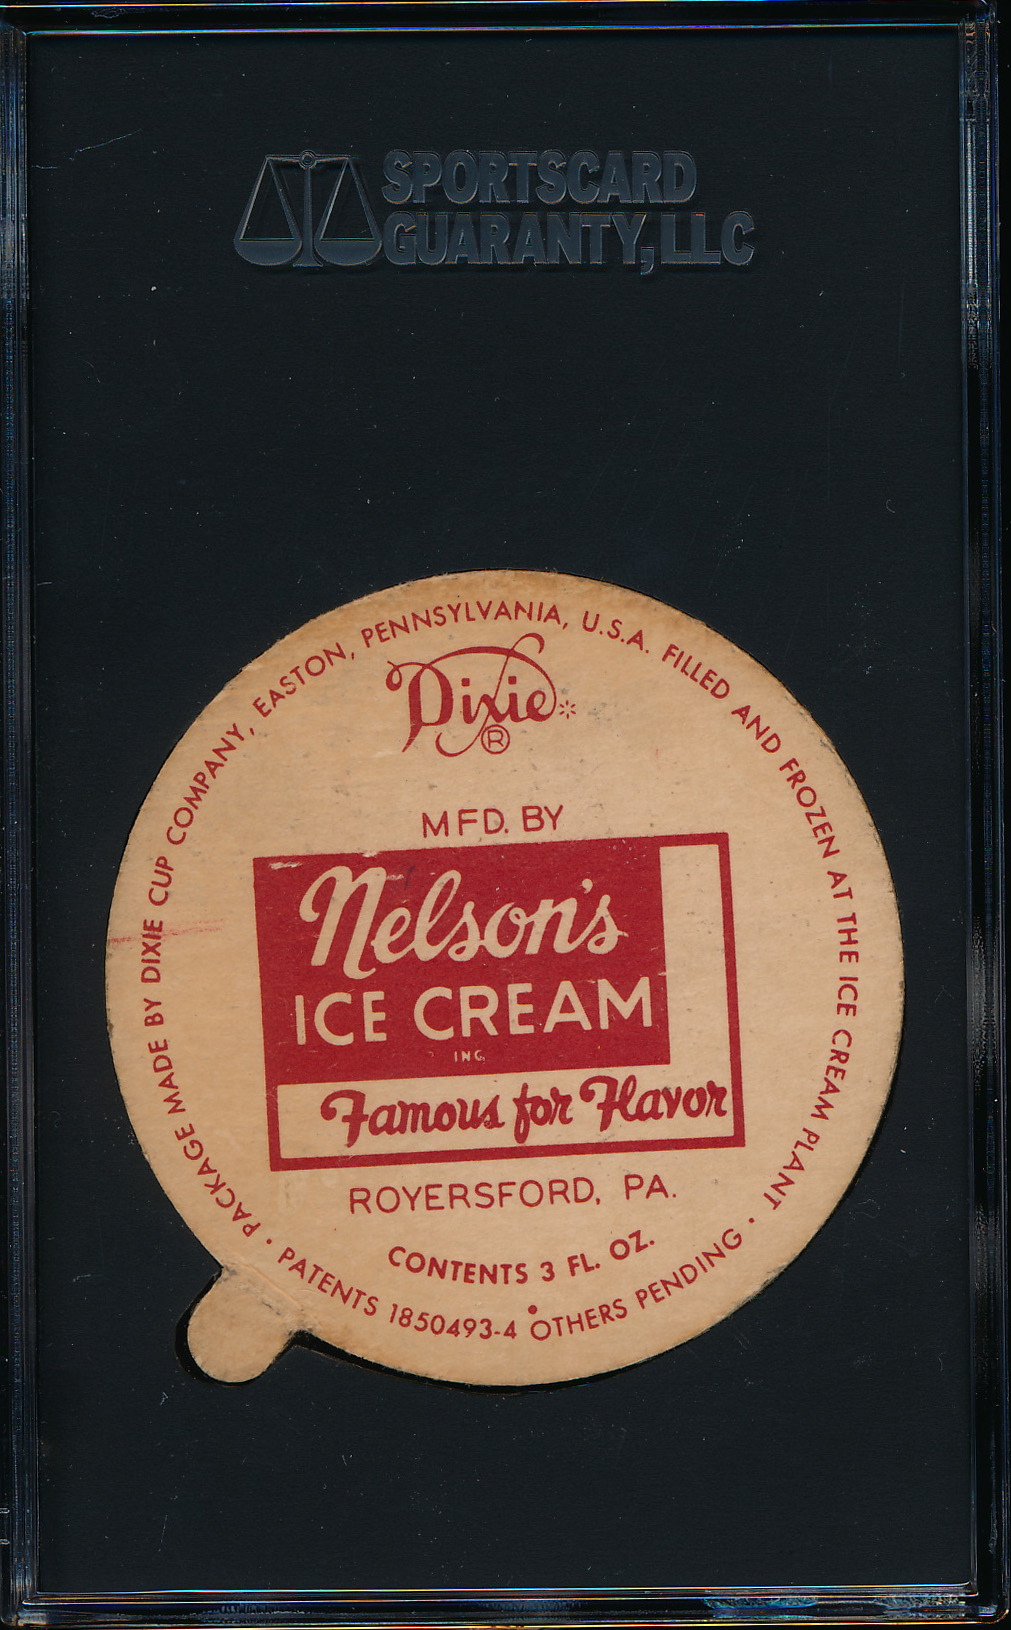 SPORTSCARD
GUARANTY, LLC
PACKAGE MADE BY DIXIE CUP COMPANY, EASTON, PENNSYLVANIA, U.S.A. FILLED AND FROZEN AT THE ICE CREAM PLANT •
Dixie ®
MFD. BY
Nelson's
ICE CREAM
INC
Famous for Flavor
ROYERSFORD, PA.
CONTENTS 3 FL. OZ.
• PATENTS 1850493-4 • OTHERS PENDING •